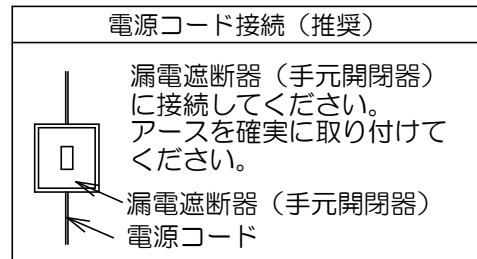 電源コード接続（推奨）
漏電遮断器（手元開閉器）
に接続してください。
アースを確実に取り付けて
ください。
漏電遮断器（手元開閉器）
電源コード